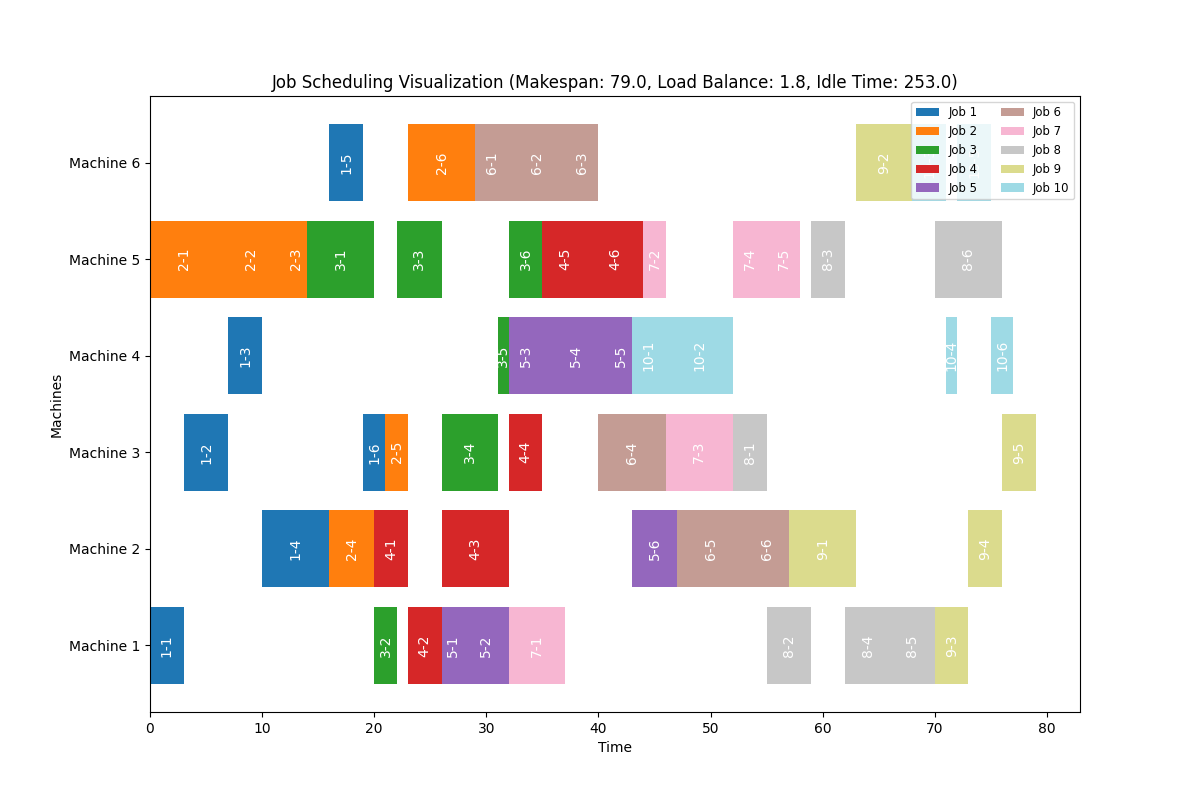 Job Scheduling Visualization (Makespan: 79.0, Load Balance: 1.8, Idle Time: 253.0)
Job 1 Job 6
Job 2 Job 7
Job 3 Job 8
Job 4 Job 9
Job 5 Job 10
Machines
Machine 6
1-5 2-6 6-1 6-2 6-3 9-2
Machine 5
2-1 2-2 2-3 3-1 3-3 3-6 4-5 4-6 7-2 7-4 7-5 8-3 8-6
Machine 4
1-3 3-5 5-3 5-4 5-5 10-1 10-2 10-4 10-6
Machine 3
1-2 1-6 2-5 3-4 4-4 6-4 7-3 8-1 9-5
Machine 2
1-4 2-4 4-1 4-3 5-6 6-5 6-6 9-1 9-4
Machine 1
1-1 3-2 4-2 5-1 5-2 7-1 8-2 8-4 8-5 9-3
0 10 20 30 40 50 60 70 80
Time